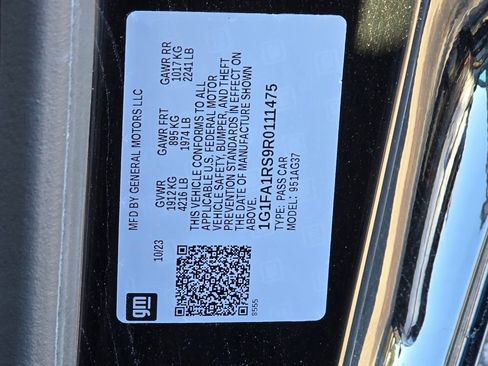 MFD BY GENERAL MOTORS LLC
10/23
GVWR
1912 KG
4216 LB
GAWR FRT
895 KG
1974 LB
GAWR RR
1017 KG
2241 LB
THIS VEHICLE CONFORMS TO ALL
APPLICABLE U.S. FEDERAL MOTOR
VEHICLE SAFETY, BUMPER, AND THEFT
PREVENTION STANDARDS IN EFFECT ON
THE DATE OF MANUFACTURE SHOWN
ABOVE.
1G1FA1RS9R0111475
TYPE: PASS CAR
MODEL: 951AG37
gm
8555